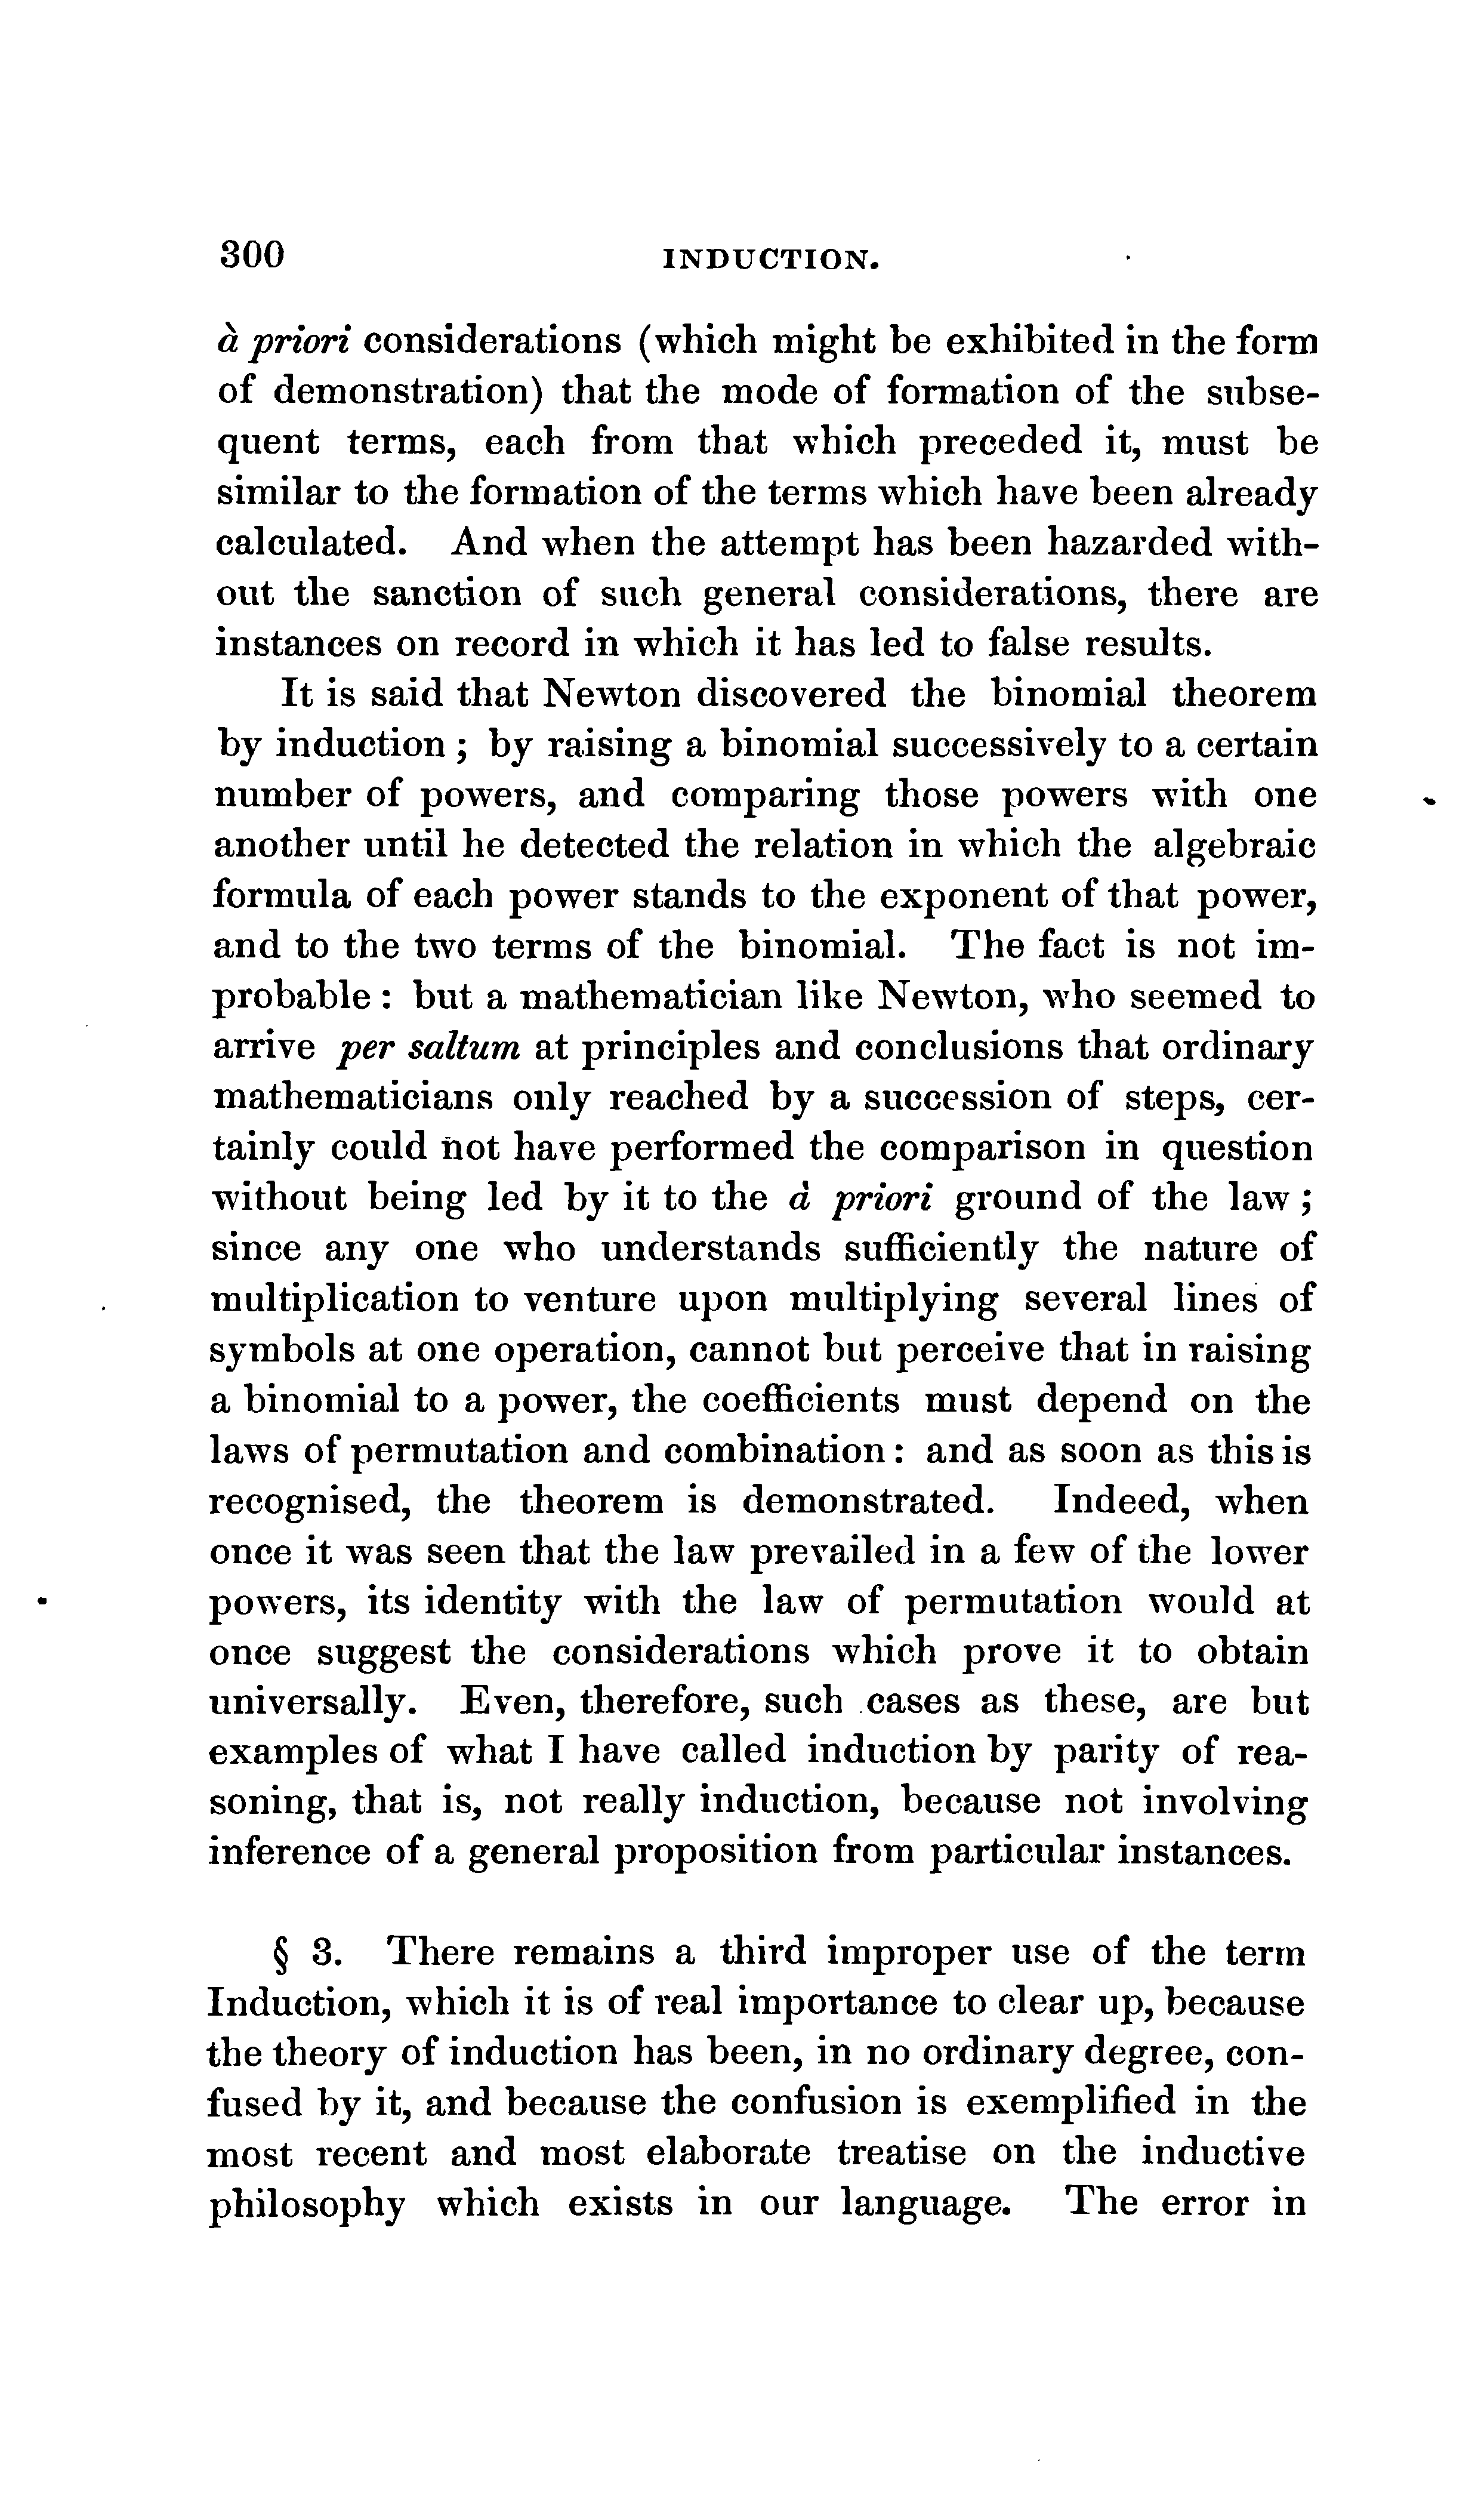 300 INDUCTION.
à priori considerations (which might be exhibited in the form
of demonstration) that the mode of formation of the subse-
quent terms, each from that which preceded it, must be
similar to the formation of the terms which have been already
calculated. And when the attempt has been hazarded with-
out the sanction of such general considerations, there are
instances on record in which it has led to false results.
It is said that Newton discovered the binomial theorem
by induction ; by raising a binomial successively to a certain
number of powers, and comparing those powers with one
another until he detected the relation in which the algebraic
formula of each power stands to the exponent of that power,
and to the two terms of the binomial. The fact is not im-
probable : but a mathematician like Newton, who seemed to
arrive per saltum at principles and conclusions that ordinary
mathematicians only reached by a succession of steps, cer-
tainly could not have performed the comparison in question
without being led by it to the à priori ground of the law ;
since any one who understands sufficiently the nature of
multiplication to venture upon multiplying several lines of
symbols at one operation, cannot but perceive that in raising
a binomial to a power, the coefficients must depend on the
laws of permutation and combination : and as soon as this is
recognised, the theorem is demonstrated. Indeed, when
once it was seen that the law prevailed in a few of the lower
powers, its identity with the law of permutation would at
once suggest the considerations which prove it to obtain
universally. Even, therefore, such cases as these, are but
examples of what I have called induction by parity of rea-
soning, that is, not really induction, because not involving
inference of a general proposition from particular instances.
§ 3. There remains a third improper use of the term
Induction, which it is of real importance to clear up, because
the theory of induction has been, in no ordinary degree, con-
fused by it, and because the confusion is exemplified in the
most recent and most elaborate treatise on the inductive
philosophy which exists in our language. The error in